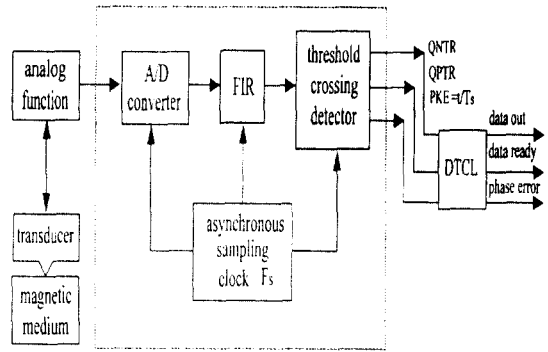 analog
function
A/D
converter
FIR
threshold
crossing
detector
QNTR
QPTR
PKE=t/Ts
data out
data ready
phase error
DTCL
asynchronous
sampling
clock Fs
transducer
magnetic
medium